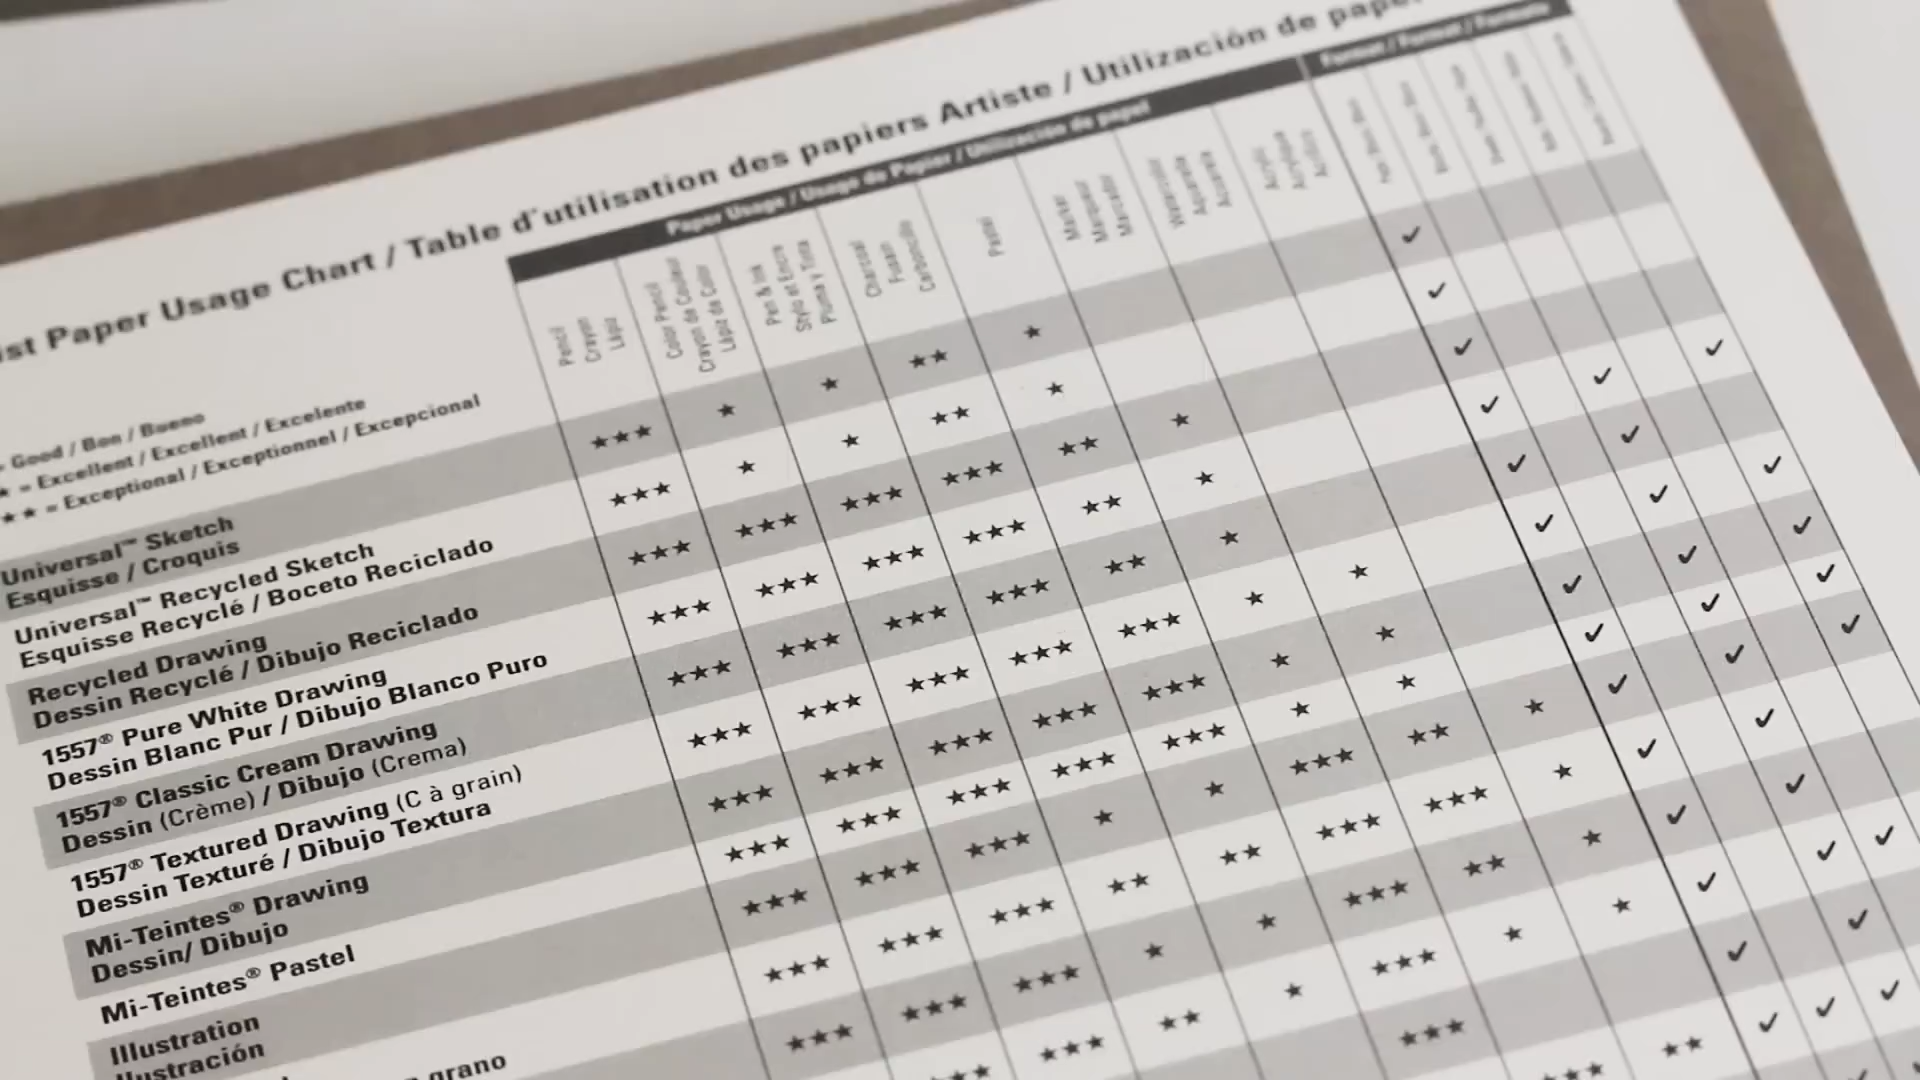 ist Paper Usage Chart / Table d'utilisation des papiers Artiste / Utilización de pape
Paper Usage / Usage de Papier / Utilización de papel
Format / Format / Formato
Pencil
Crayon
Lápiz
Color Pencil
Crayon de Couleur
Lápiz de Color
Pen & Ink
Stylo et Encre
Pluma y Tinta
Charcoal
Fusain
Carboncillo
Pastel
Marker
Marqueur
Marcador
Watercolor
Aquarelle
Acuarela
Acrylic
Acrylique
Acrílico
= Good / Bon / Bueno
★ = Excellent / Excellent / Excelente
★★ = Exceptional / Exceptionnel / Excepcional
Universal™ Sketch
Esquisse / Croquis
Universal™ Recycled Sketch
Esquisse Recyclé / Boceto Reciclado
Recycled Drawing
Dessin Recyclé / Dibujo Reciclado
1557® Pure White Drawing
Dessin Blanc Pur / Dibujo Blanco Puro
1557® Classic Cream Drawing
Dessin (Crème) / Dibujo (Crema)
1557® Textured Drawing (C à grain)
Dessin Texturé / Dibujo Textura
Mi-Teintes® Drawing
Dessin/ Dibujo
Mi-Teintes® Pastel
Illustration
Ilustración
grano